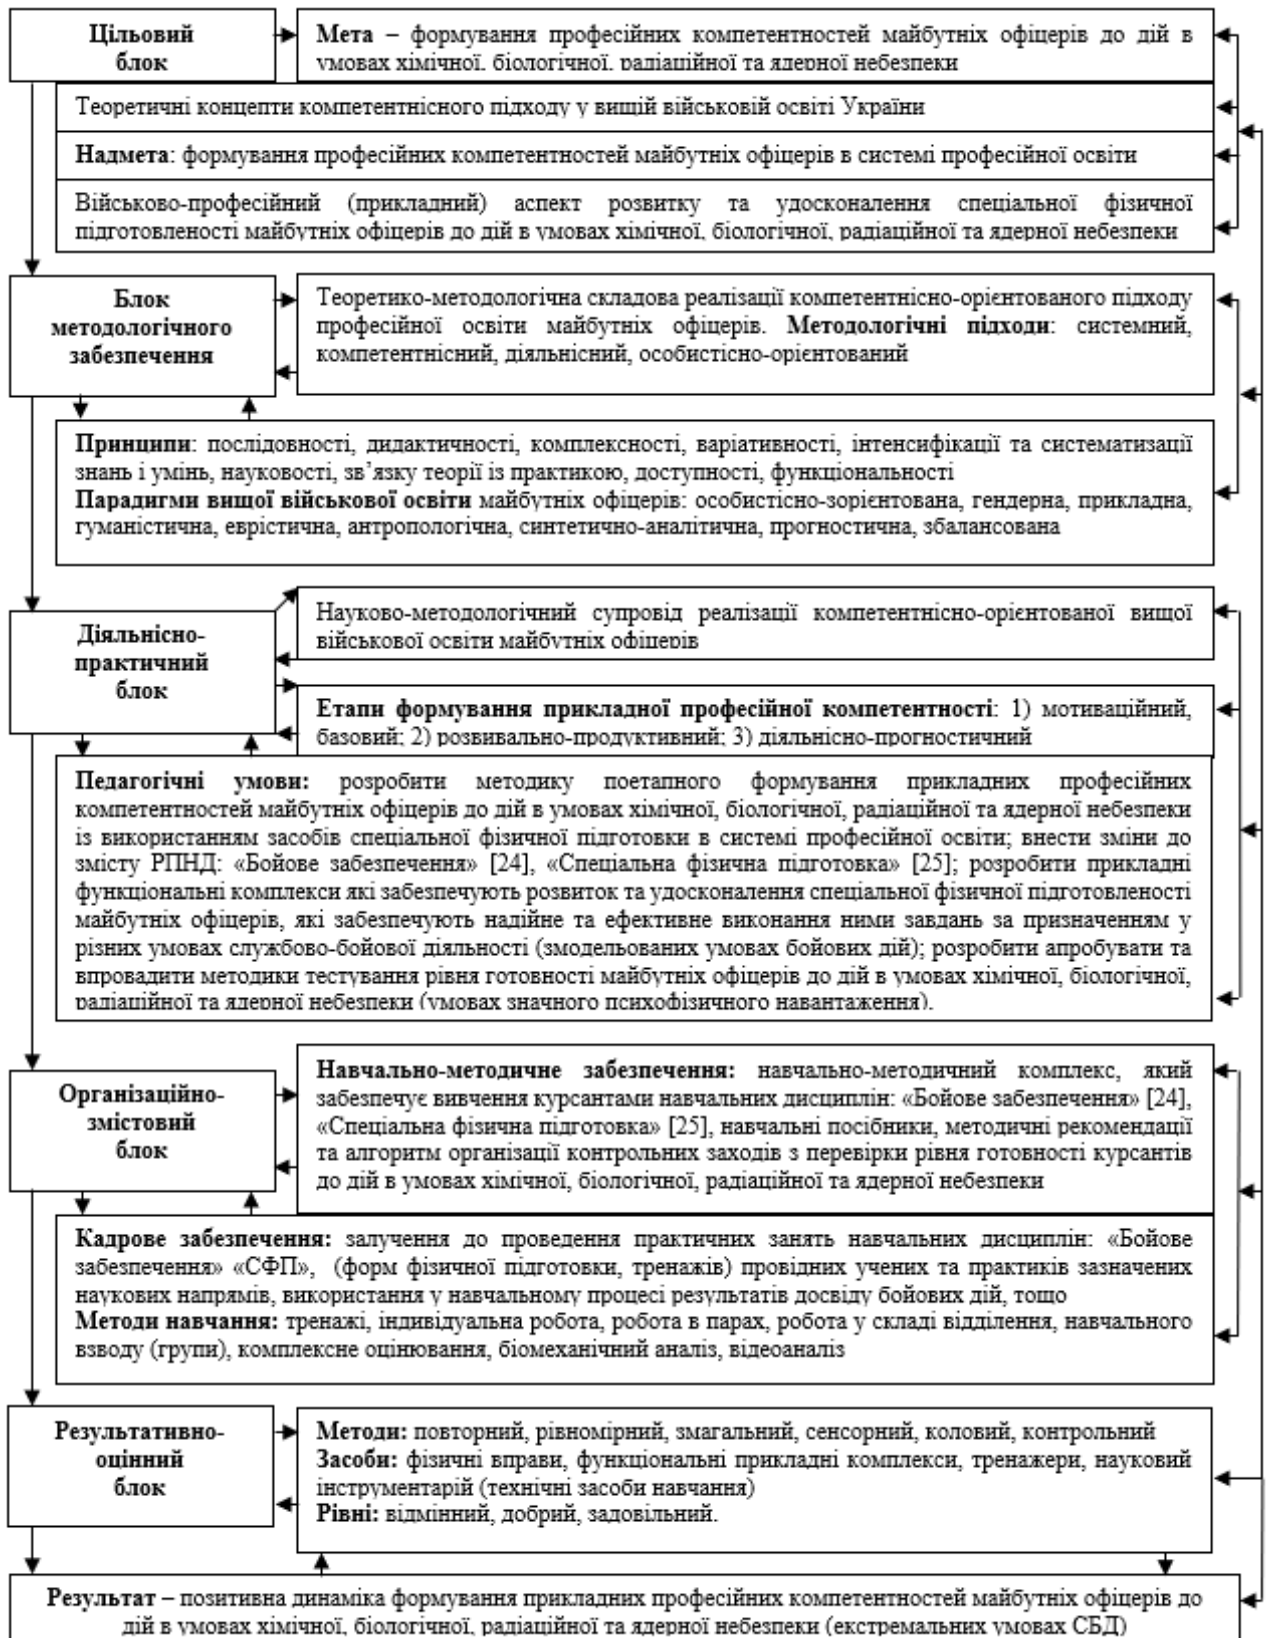 Цільовий
блок
Мета – формування професійних компетентностей майбутніх офіцерів до дій в
умовах хімічної, біологічної, радіаційної та ядерної небезпеки
Теоретичні концепти компетентнісного підходу у вищій військовій освіті України
Надмета: формування професійних компетентностей майбутніх офіцерів в системі професійної освіти
Військово-професійний (прикладний) аспект розвитку та удосконалення спеціальної фізичної
підготовленості майбутніх офіцерів до дій в умовах хімічної, біологічної, радіаційної та ядерної небезпеки
Блок
методологічного
забезпечення
Теоретико-методологічна складова реалізації компетентнісно-орієнтованого підходу
професійної освіти майбутніх офіцерів. Методологічні підходи: системний,
компетентнісний, діяльнісний, особистісно-орієнтований
Принципи: послідовності, дидактичності, комплексності, варіативності, інтенсифікації та систематизації
знань і умінь, науковості, зв’язку теорії із практикою, доступності, функціональності
Парадигми вищої військової освіти майбутніх офіцерів: особистісно-зорієнтована, гендерна, прикладна,
гуманістична, еврістична, антропологічна, синтетично-аналітична, прогностична, збалансована
Діяльнісно-
практичний
блок
Науково-методологічний супровід реалізації компетентнісно-орієнтованої вищої
військової освіти майбутніх офіцерів
Етапи формування прикладної професійної компетентності: 1) мотиваційний,
базовий; 2) розвивально-продуктивний; 3) діяльнісно-прогностичний
Педагогічні умови: розробити методику поетапного формування прикладних професійних
компетентностей майбутніх офіцерів до дій в умовах хімічної, біологічної, радіаційної та ядерної небезпеки
із використанням засобів спеціальної фізичної підготовки в системі професійної освіти; внести зміни до
змісту РПНД: «Бойове забезпечення» [24], «Спеціальна фізична підготовка» [25]; розробити прикладні
функціональні комплекси які забезпечують розвиток та удосконалення спеціальної фізичної підготовленості
майбутніх офіцерів, які забезпечують надійне та ефективне виконання ними завдань за призначенням у
різних умовах службово-бойової діяльності (змодельованих умовах бойових дій); розробити апробувати та
впровадити методики тестування рівня готовності майбутніх офіцерів до дій в умовах хімічної, біологічної,
радіаційної та ядерної небезпеки (умовах значного психофізичного навантаження).
Організаційно-
змістовий
блок
Навчально-методичне забезпечення: навчально-методичний комплекс, який
забезпечує вивчення курсантами навчальних дисциплін: «Бойове забезпечення» [24],
«Спеціальна фізична підготовка» [25], навчальні посібники, методичні рекомендації
та алгоритм організації контрольних заходів з перевірки рівня готовності курсантів
до дій в умовах хімічної, біологічної, радіаційної та ядерної небезпеки
Кадрове забезпечення: залучення до проведення практичних занять навчальних дисциплін: «Бойове
забезпечення» «СФП», (форм фізичної підготовки, тренажів) провідних учених та практиків зазначених
наукових напрямів, використання у навчальному процесі результатів досвіду бойових дій, тощо
Методи навчання: тренажі, індивідуальна робота, робота в парах, робота у складі відділення, навчального
взводу (групи), комплексне оцінювання, біомеханічний аналіз, відеоаналіз
Результативно-
оцінний
блок
Методи: повторний, рівномірний, змагальний, сенсорний, коловий, контрольний
Засоби: фізичні вправи, функціональні прикладні комплекси, тренажери, науковий
інструментарій (технічні засоби навчання)
Рівні: відмінний, добрий, задовільний.
Результат – позитивна динаміка формування прикладних професійних компетентностей майбутніх офіцерів до
дій в умовах хімічної, біологічної, радіаційної та ядерної небезпеки (екстремальних умовах СБД)